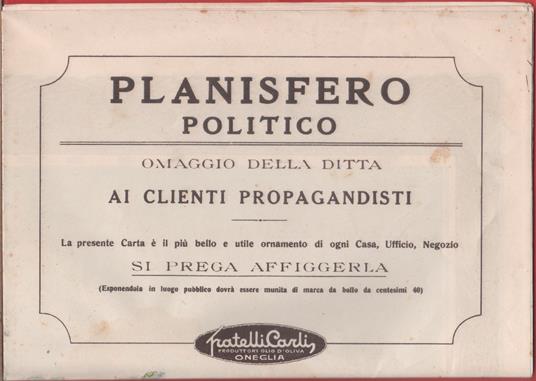 PLANISFERO
POLITICO
OMAGGIO DELLA DITTA
AI CLIENTI PROPAGANDISTI
La presente Carta è il più bello e utile ornamento di ogni Casa, Ufficio, Negozio
SI PREGA AFFIGGERLA
(Esponendola in luogo pubblico dovrà essere munita di marca da bollo da centesimi 40)
Fratelli Carli
PRODUTTORI OLIO D'OLIVA
ONEGLIA